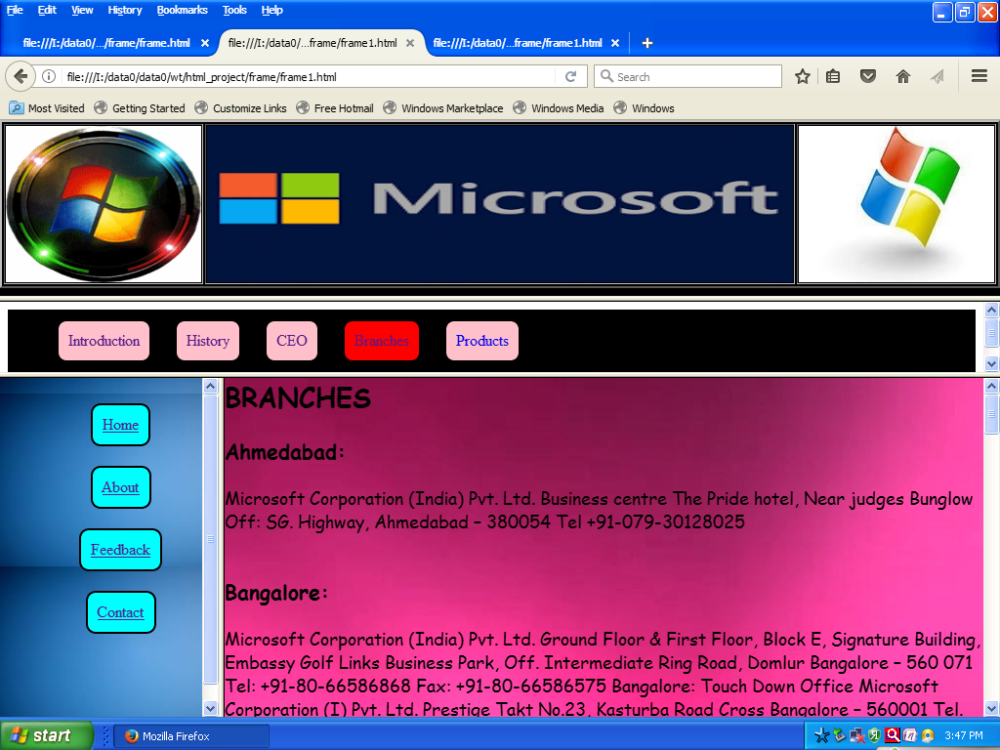 File Edit View History Bookmarks Tools Help
file:///I:/data0/.../frame/frame.html file:///I:/data0/d...frame/frame1.html file:///I:/data0/d...frame/frame1.html
file:///I:/data0/data0/wt/html_project/frame/frame1.html Search
Most Visited Getting Started Customize Links Free Hotmail Windows Marketplace Windows Media Windows
Microsoft
Introduction History CEO Branches Products
Home
About
Feedback
Contact
BRANCHES
Ahmedabad:
Microsoft Corporation (India) Pvt. Ltd. Business centre The Pride hotel, Near judges Bunglow
Off: SG. Highway, Ahmedabad – 380054 Tel +91-079-30128025
Bangalore:
Microsoft Corporation (India) Pvt. Ltd. Ground Floor & First Floor, Block E, Signature Building,
Embassy Golf Links Business Park, Off. Intermediate Ring Road, Domlur Bangalore – 560 071
Tel: +91-80-66586868 Fax: +91-80-66586575 Bangalore: Touch Down Office Microsoft
Corporation (I) Pvt. Ltd. Prestige Takt No.23, Kasturba Road Cross Bangalore – 560001 Tel.
start Mozilla Firefox 3:47 PM